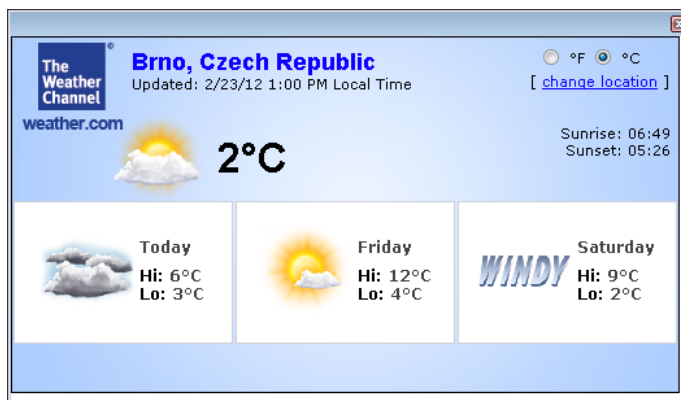 The
Weather
Channel
weather.com
Brno, Czech Republic
Updated: 2/23/12 1:00 PM Local Time
°F °C
[ change location ]
2°C
Sunrise: 06:49
Sunset: 05:26
Today
Hi: 6°C
Lo: 3°C
Friday
Hi: 12°C
Lo: 4°C
WINDY
Saturday
Hi: 9°C
Lo: 2°C